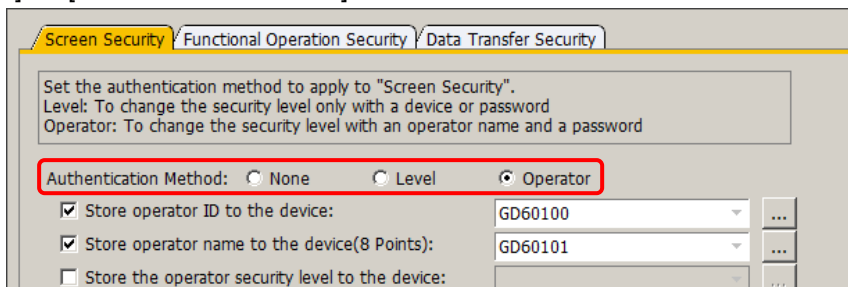 Screen Security Functional Operation Security Data Transfer Security
Set the authentication method to apply to "Screen Security".
Level: To change the security level only with a device or password
Operator: To change the security level with an operator name and a password
Authentication Method: None Level Operator
Store operator ID to the device: GD60100 ...
Store operator name to the device(8 Points): GD60101 ...
Store the operator security level to the device: ...